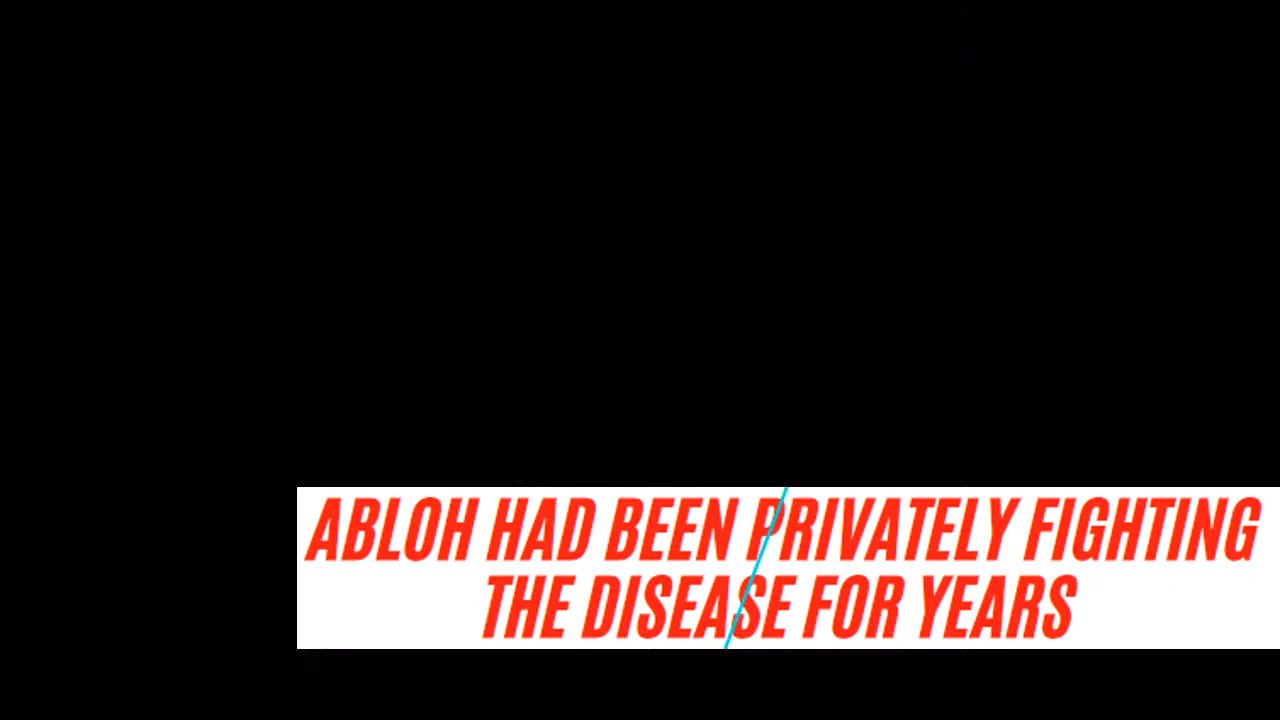 ABLOH HAD BEEN PRIVATELY FIGHTING
THE DISEASE FOR YEARS